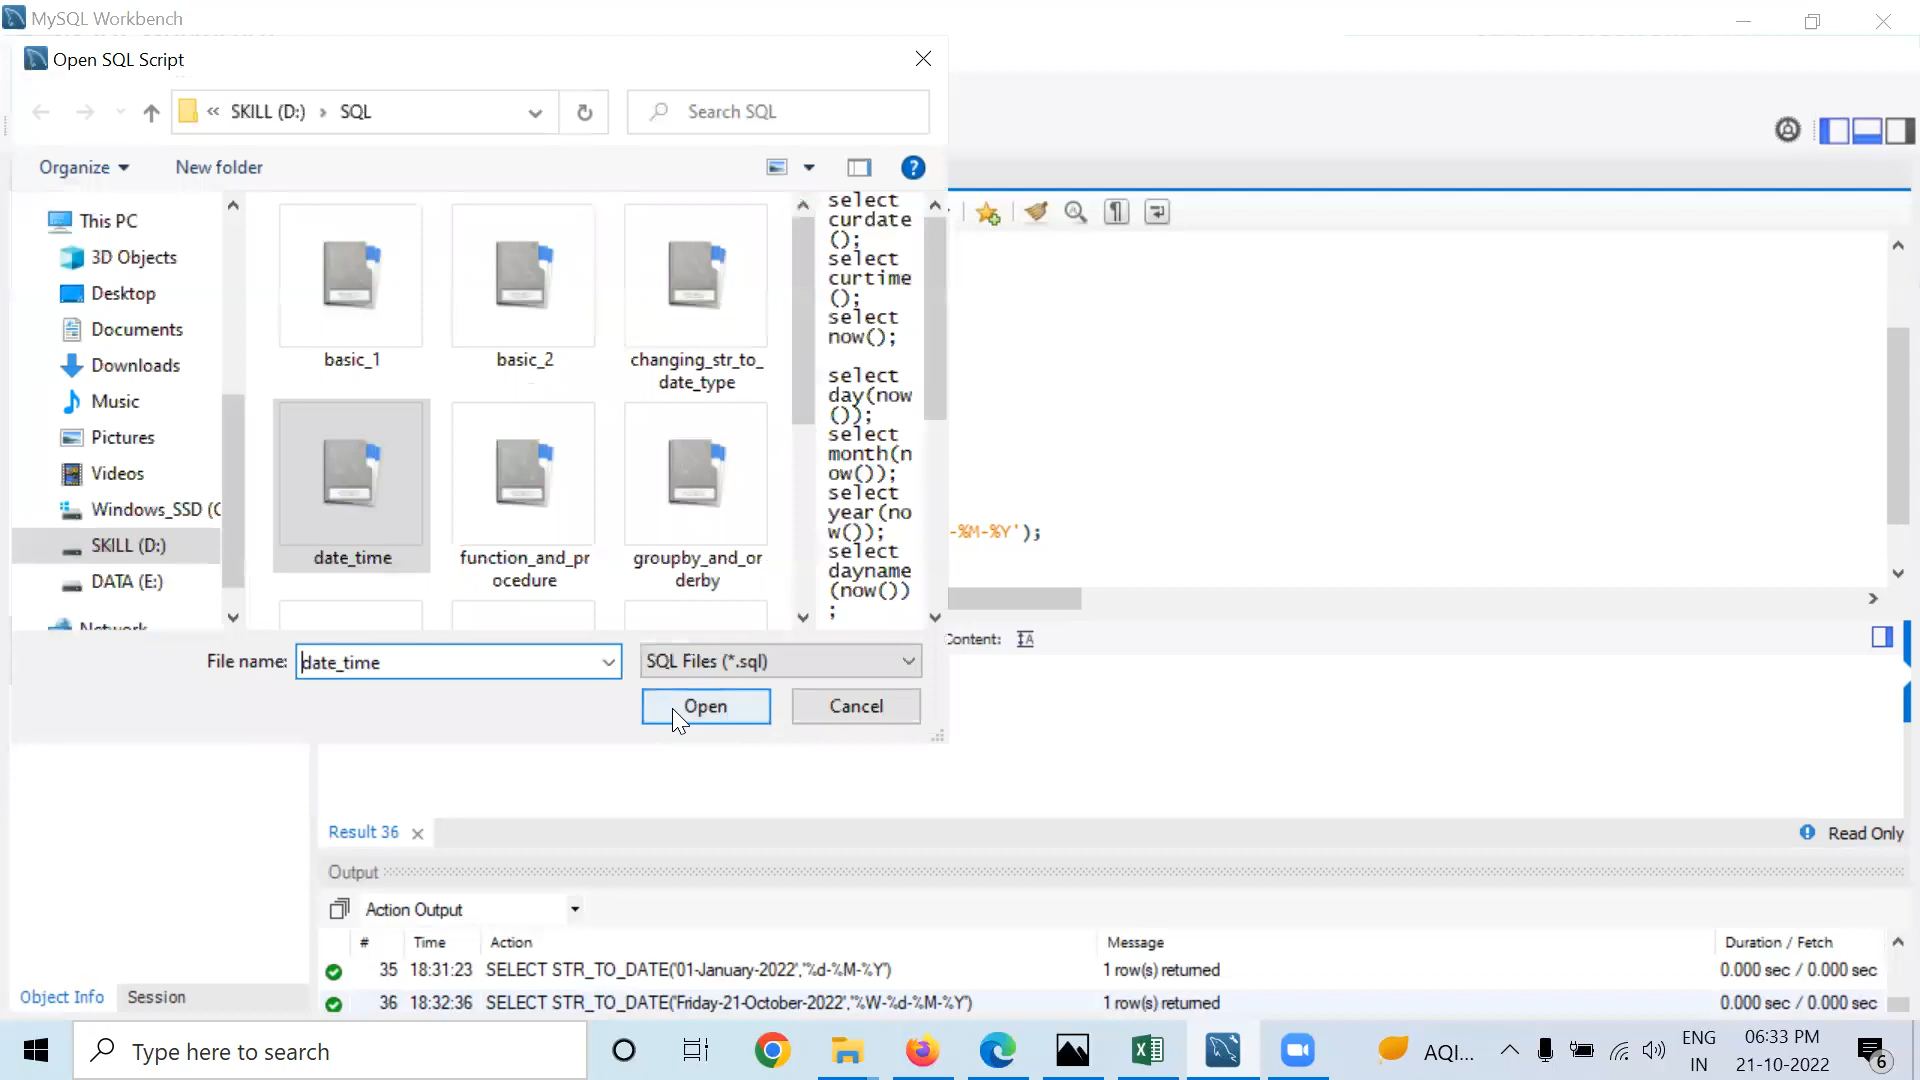 MySQL Workbench
Open SQL Script
« SKILL (D:) › SQL
Search SQL
Organize
New folder
This PC
3D Objects
Desktop
Documents
Downloads
Music
Pictures
Videos
Windows_SSD (C
SKILL (D:)
DATA (E:)
Network
basic_1
basic_2
changing_str_to_
date_type
date_time
function_and_pr
ocedure
groupby_and_or
derby
select
curdate
();
select
curtime
();
select
now();
select
day(now
());
select
month(n
ow());
select
year(no
w());
select
dayname
(now())
;
-%M-%Y');
File name:
date_time
SQL Files (*.sql)
Open
Cancel
Content:
Result 36
Read Only
Output
Action Output
# Time Action Message Duration / Fetch
35 18:31:23 SELECT STR_TO_DATE('01-January-2022','%d-%M-%Y') 1 row(s) returned 0.000 sec / 0.000 sec
36 18:32:36 SELECT STR_TO_DATE('Friday-21-October-2022','%W-%d-%M-%Y') 1 row(s) returned 0.000 sec / 0.000 sec
Object Info
Session
Type here to search
AQI...
ENG
IN
06:33 PM
21-10-2022
6